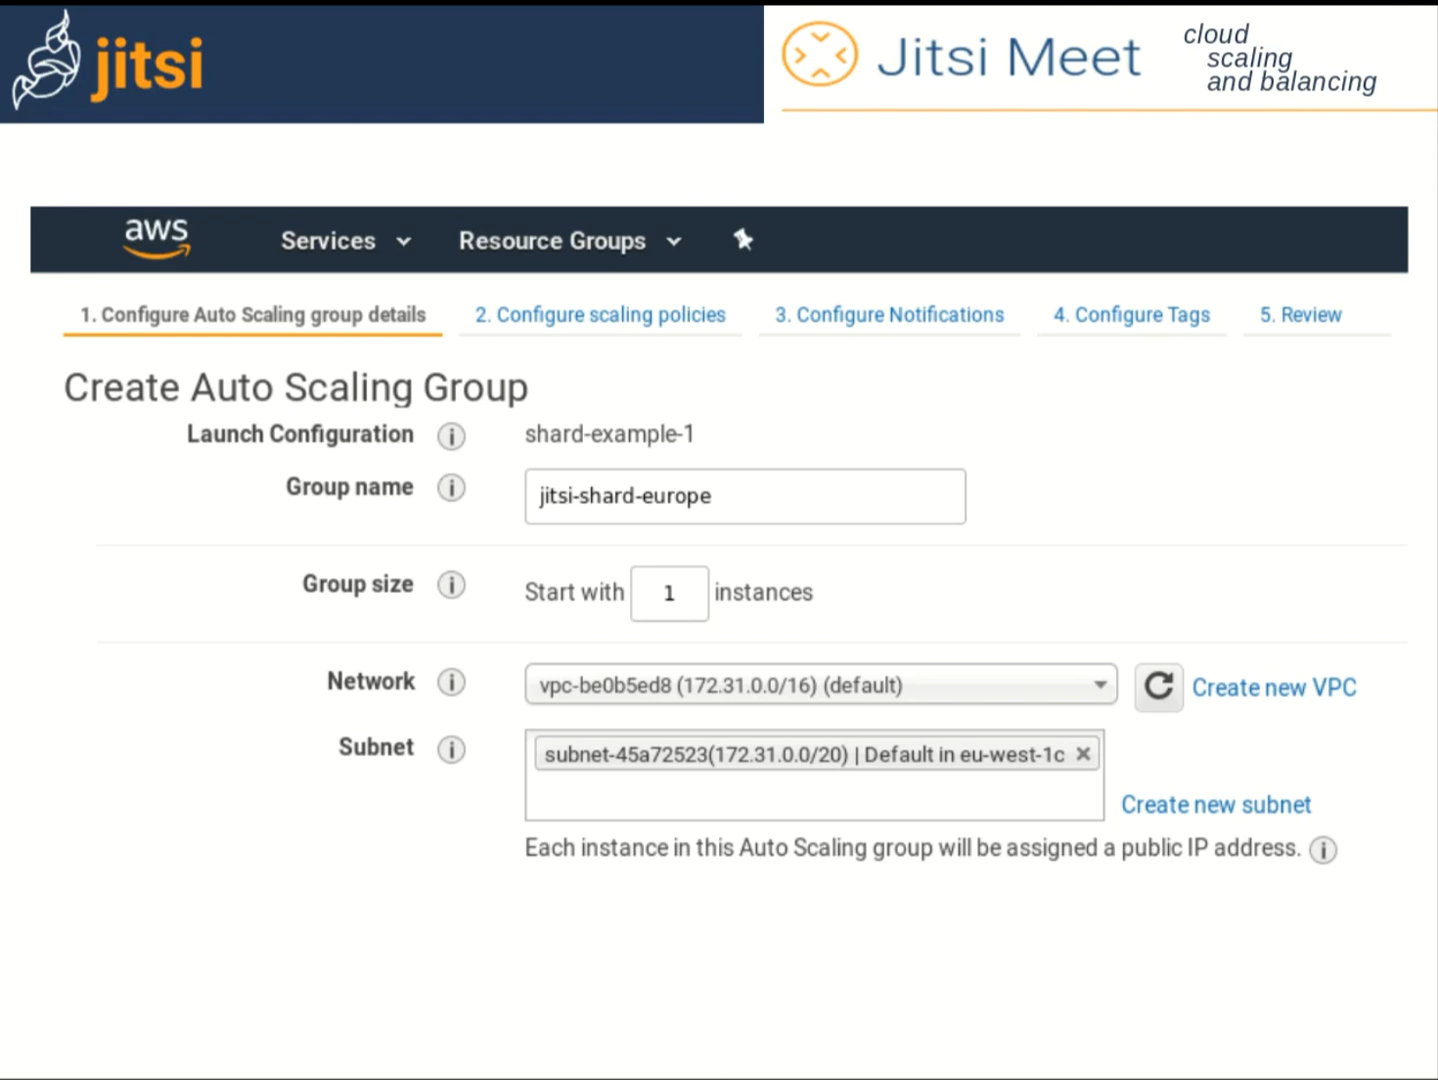 jitsi
Jitsi Meet
cloud
scaling
and balancing
aws
Services
Resource Groups
1. Configure Auto Scaling group details
2. Configure scaling policies
3. Configure Notifications
4. Configure Tags
5. Review
Create Auto Scaling Group
Launch Configuration i shard-example-1
Group name i jitsi-shard-europe
Group size i Start with 1 instances
Network i vpc-be0b5ed8 (172.31.0.0/16) (default) Create new VPC
Subnet i subnet-45a72523(172.31.0.0/20) | Default in eu-west-1c ×
Create new subnet
Each instance in this Auto Scaling group will be assigned a public IP address. i